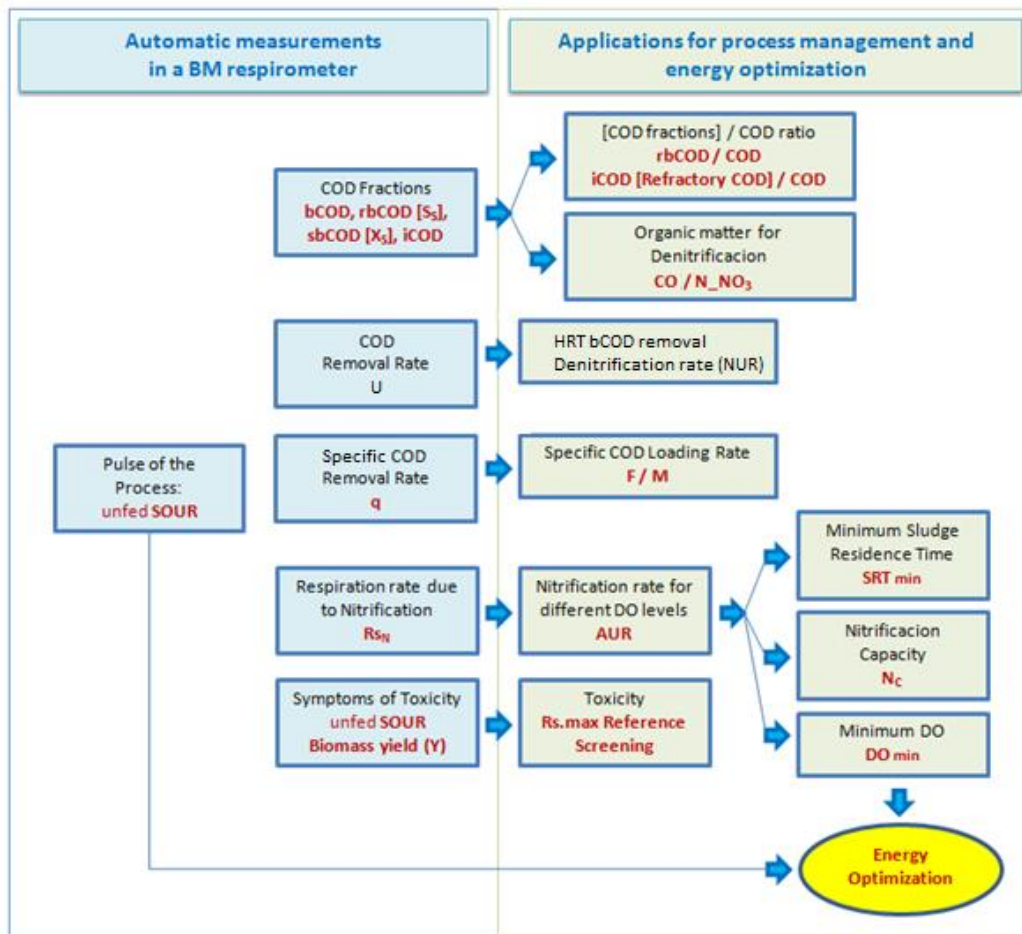 Automatic measurements
in a BM respirometer
Applications for process management and
energy optimization
COD Fractions
bCOD, rbCOD [S_S],
sbCOD [X_S], iCOD
[COD fractions] / COD ratio
rbCOD / COD
iCOD [Refractory COD] / COD
Organic matter for
Denitrificacion
CO / N_NO₃
COD
Removal Rate
U
HRT bCOD removal
Denitrification rate (NUR)
Pulse of the
Process:
unfed SOUR
Specific COD
Removal Rate
q
Specific COD Loading Rate
F / M
Respiration rate due
to Nitrification
Rs_N
Nitrification rate for
different DO levels
AUR
Minimum Sludge
Residence Time
SRT min
Nitrificacion
Capacity
N_C
Minimum DO
DO min
Symptoms of Toxicity
unfed SOUR
Biomass yield (Y)
Toxicity
Rs.max Reference
Screening
Energy
Optimization